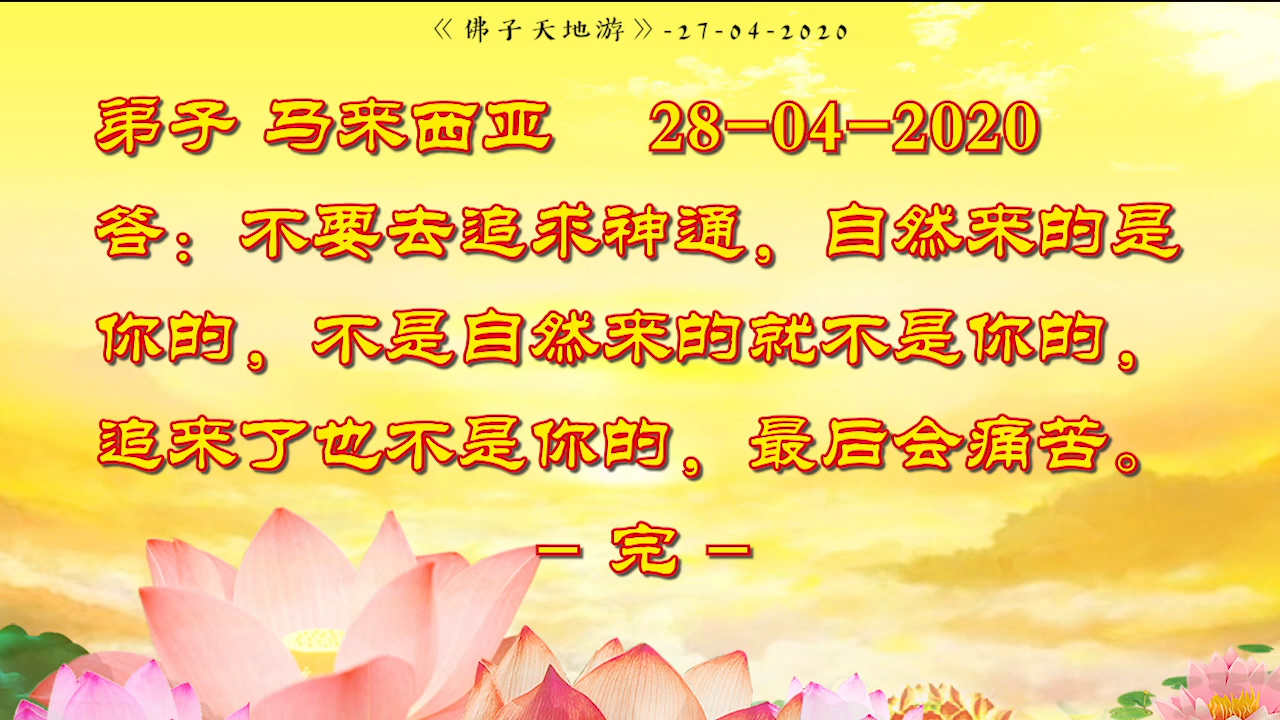 《佛子天地游》-27-04-2020
弟子 马来西亚 28-04-2020
答：不要去追求神通，自然来的是
你的，不是自然来的就不是你的，
追来了也不是你的，最后会痛苦。
- 完 -